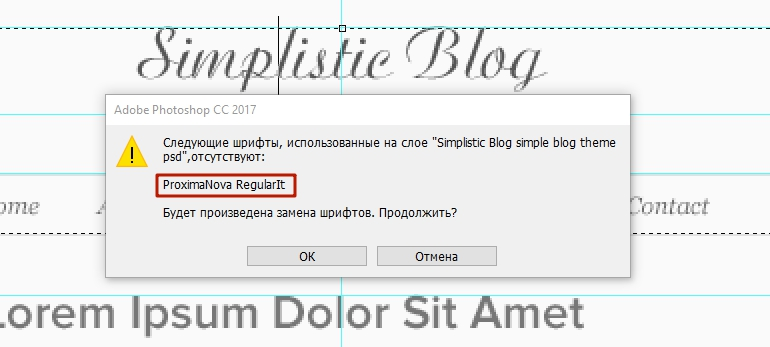 Simplistic Blog
Adobe Photoshop CC 2017
Следующие шрифты, использованные на слое "Simplistic Blog simple blog theme
psd",отсутствуют:
ProximaNova RegularIt
Будет произведена замена шрифтов. Продолжить?
ome
Contact
OK
Отмена
Lorem Ipsum Dolor Sit Amet